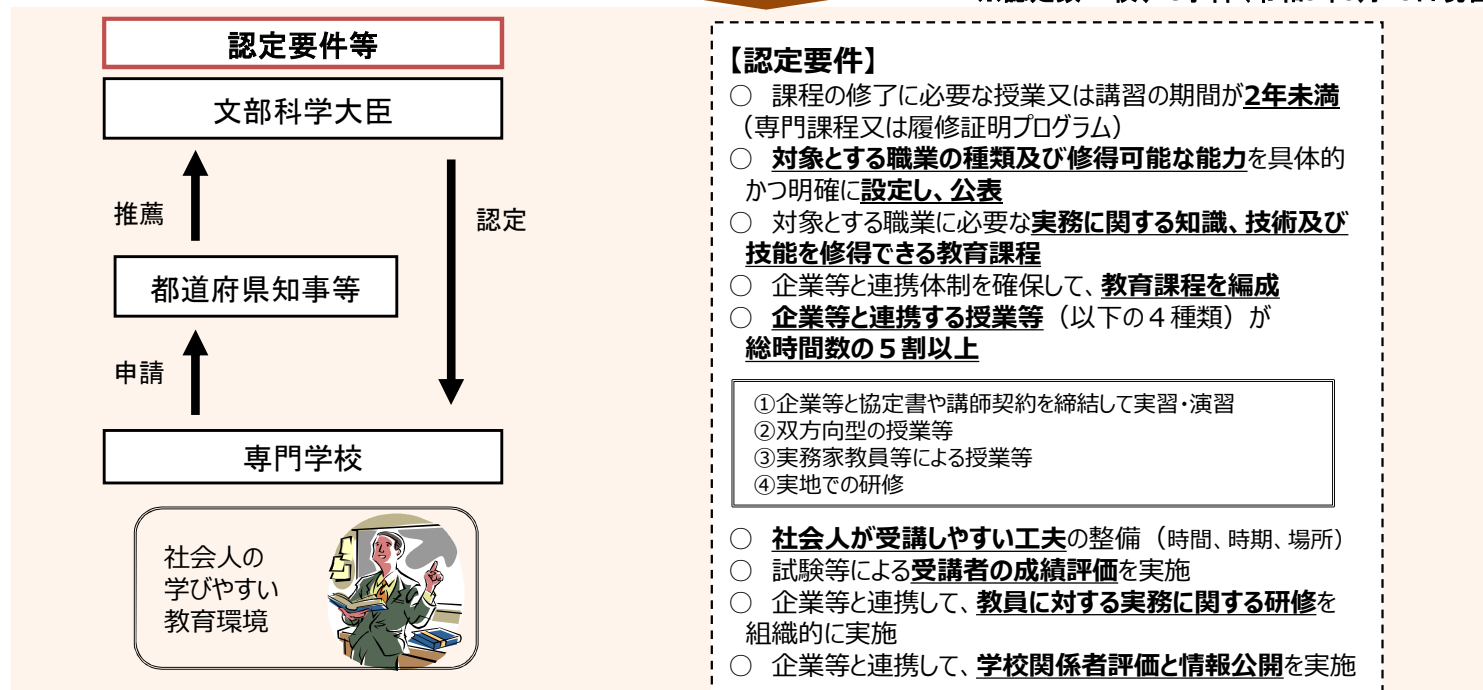 認定要件等
文部科学大臣
推薦
認定
都道府県知事等
申請
専門学校
社会人の
学びやすい
教育環境
【認定要件】
○ 課程の修了に必要な授業又は講習の期間が2年未満
（専門課程又は履修証明プログラム）
○ 対象とする職業の種類及び修得可能な能力を具体的
かつ明確に設定し、公表
○ 対象とする職業に必要な実務に関する知識、技術及び
技能を修得できる教育課程
○ 企業等と連携体制を確保して、教育課程を編成
○ 企業等と連携する授業等（以下の４種類）が
総時間数の５割以上
①企業等と協定書や講師契約を締結して実習・演習
②双方向型の授業等
③実務家教員等による授業等
④実地での研修
○ 社会人が受講しやすい工夫の整備（時間、時期、場所）
○ 試験等による受講者の成績評価を実施
○ 企業等と連携して、教員に対する実務に関する研修を
組織的に実施
○ 企業等と連携して、学校関係者評価と情報公開を実施